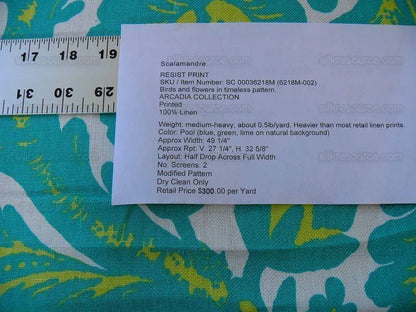 17 18
Scalamandre
RESIST PRINT
SKU / Item Number: SC 00036218M (6218M-002)
Birds and flowers in timeless pattern.
ARCADIA COLLECTION
Printed
100% Linen
Weight: medium-heavy, about 0.5lb/yard. Heavier than most retail linen prints.
Color: Pool (blue, green, lime on natural background)
Approx Width: 49 1/4"
Approx Rpt: V. 27 1/4", H. 32 5/8"
Layout: Half Drop Across Full Width
No. Screens: 2
Modified Pattern
Dry Clean Only
Retail Price $300.00 per Yard